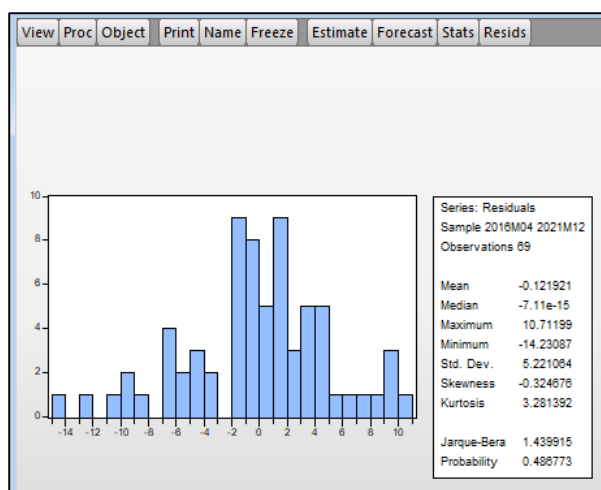 View Proc Object Print Name Freeze Estimate Forecast Stats Resids
10
8
6
4
2
0
-14 -12 -10 -8 -6 -4 -2 0 2 4 6 8 10
Series: Residuals
Sample 2016M04 2021M12
Observations 69
Mean -0.121921
Median -7.11e-15
Maximum 10.71199
Minimum -14.23087
Std. Dev. 5.221064
Skewness -0.324676
Kurtosis 3.281392
Jarque-Bera 1.439915
Probability 0.486773